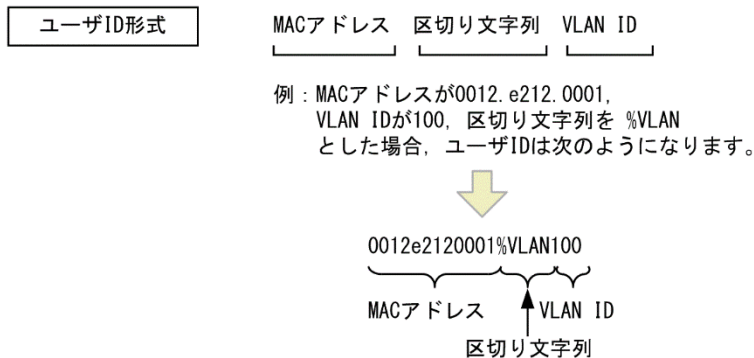 ユーザID形式
MACアドレス 区切り文字列 VLAN ID
例：MACアドレスが0012.e212.0001,
VLAN IDが100, 区切り文字列を %VLAN
とした場合, ユーザIDは次のようになります。
0012e2120001%VLAN100
MACアドレス VLAN ID
区切り文字列